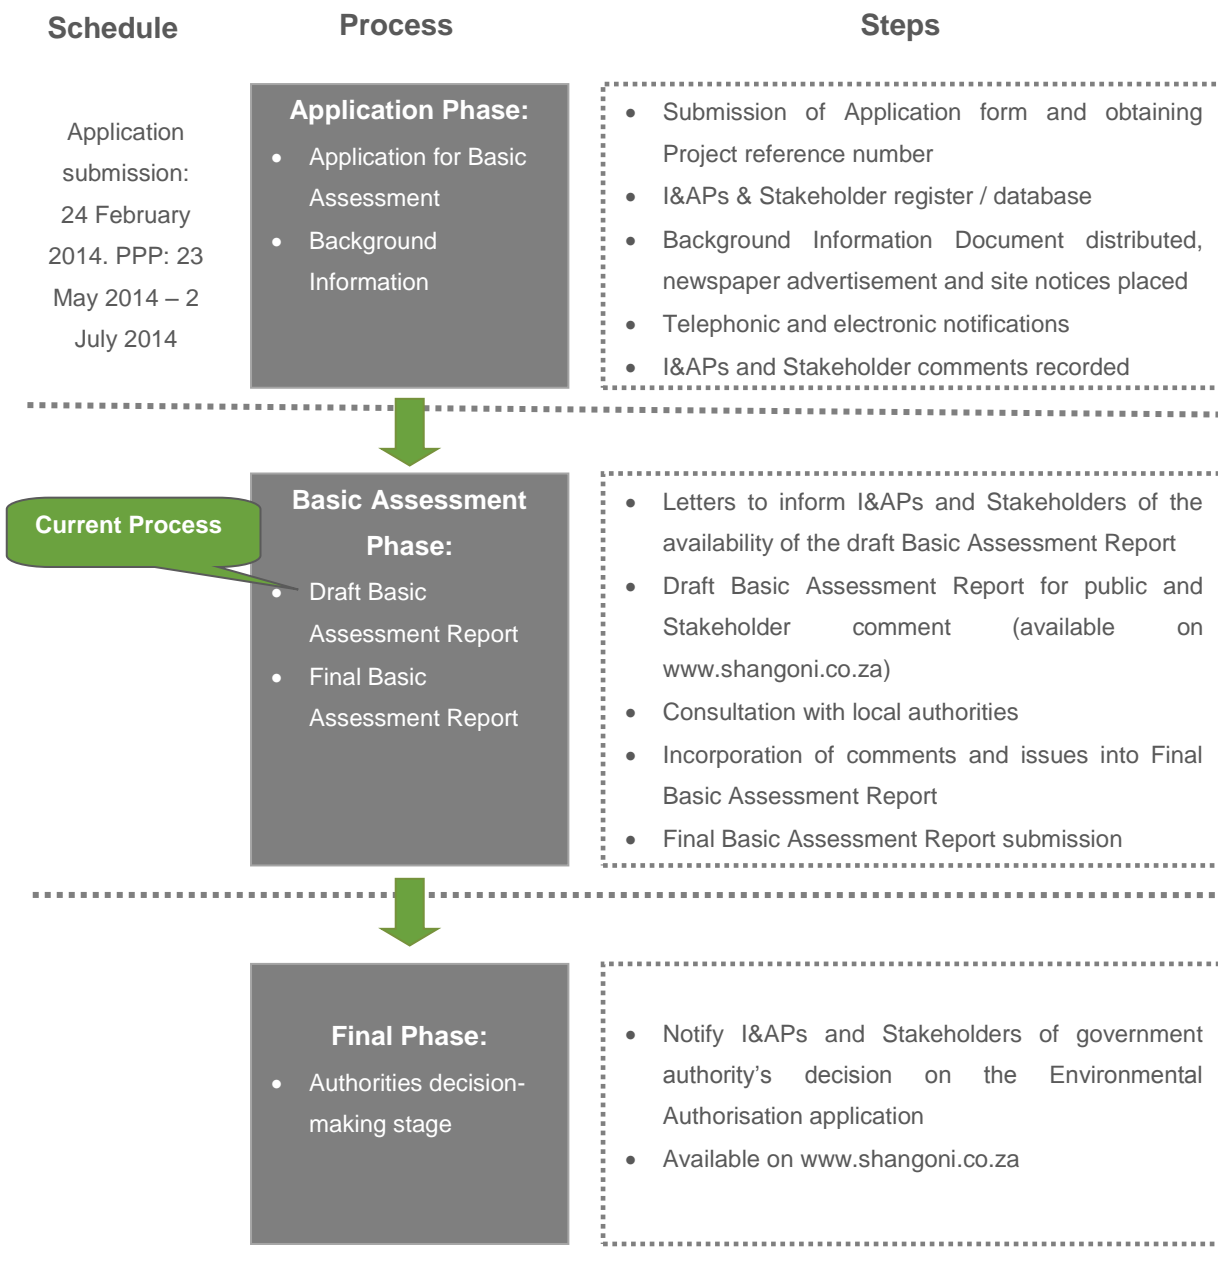 Schedule
Process
Steps
Application
submission:
24 February
2014. PPP: 23
May 2014 – 2
July 2014
Application Phase:
• Application for Basic
Assessment
• Background
Information
• Submission of Application form and obtaining
Project reference number
• I&APs & Stakeholder register / database
• Background Information Document distributed,
newspaper advertisement and site notices placed
• Telephonic and electronic notifications
• I&APs and Stakeholder comments recorded
Current Process
Basic Assessment
Phase:
• Draft Basic
Assessment Report
• Final Basic
Assessment Report
• Letters to inform I&APs and Stakeholders of the
availability of the draft Basic Assessment Report
• Draft Basic Assessment Report for public and
Stakeholder comment (available on
www.shangoni.co.za)
• Consultation with local authorities
• Incorporation of comments and issues into Final
Basic Assessment Report
• Final Basic Assessment Report submission
Final Phase:
• Authorities decision-
making stage
• Notify I&APs and Stakeholders of government
authority’s decision on the Environmental
Authorisation application
• Available on www.shangoni.co.za